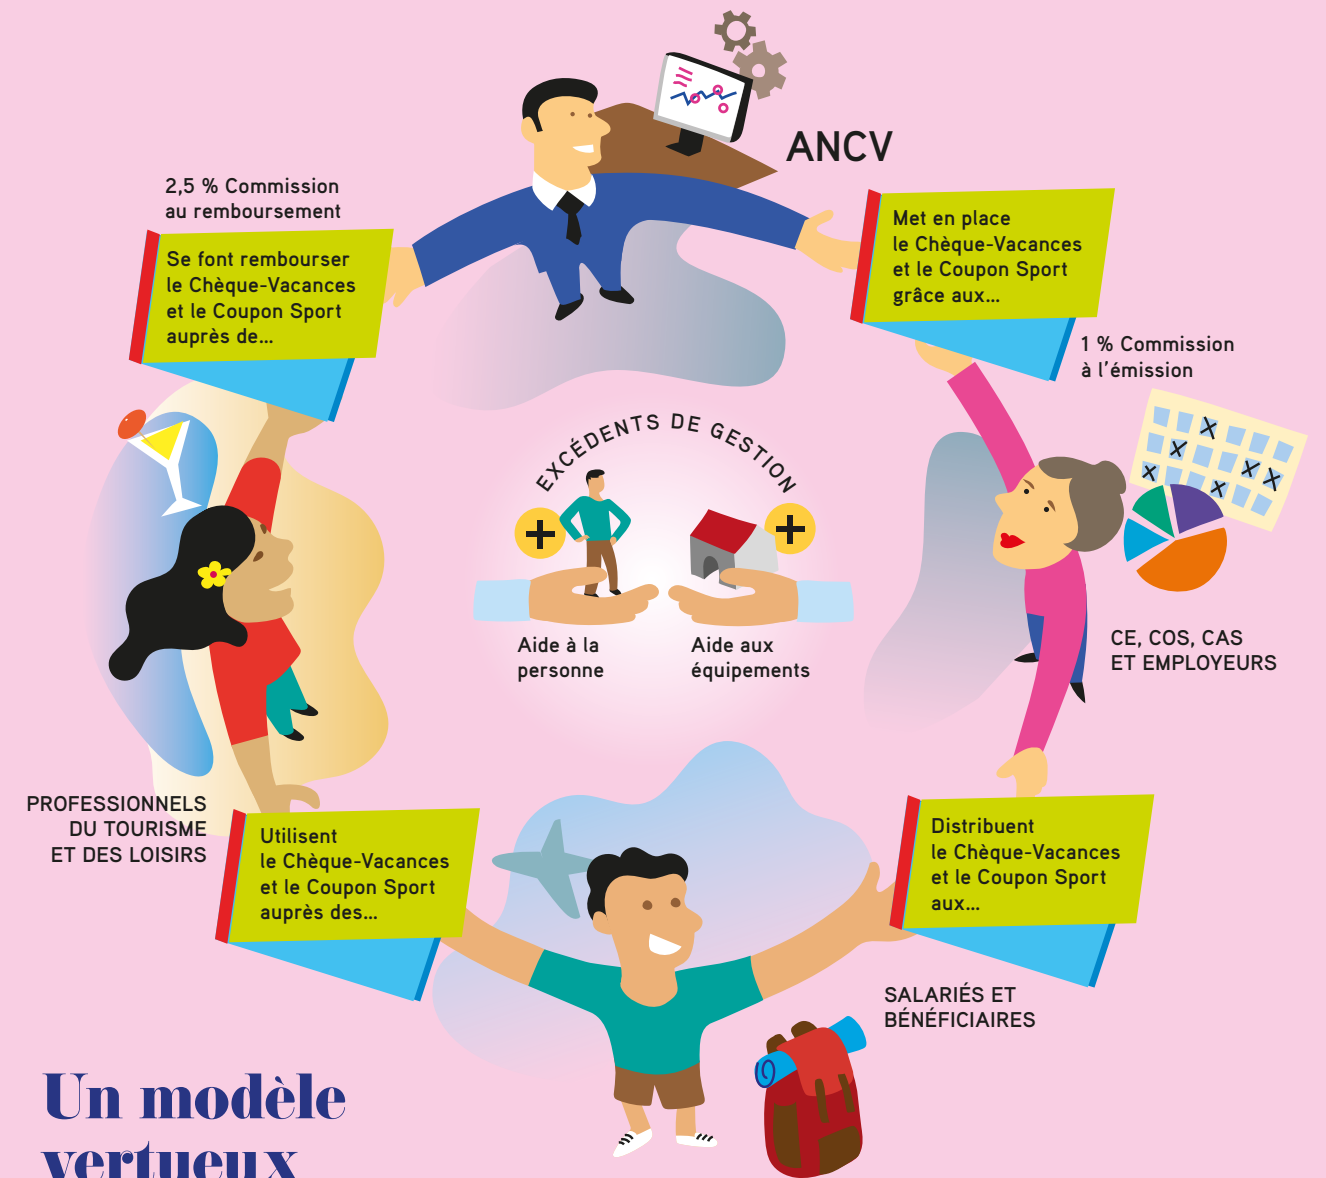 ANCV
2,5 % Commission
au remboursement
Se font rembourser
le Chèque-Vacances
et le Coupon Sport
auprès de...
Met en place
le Chèque-Vacances
et le Coupon Sport
grâce aux...
1 % Commission
à l'émission
EXCÉDENTS DE GESTION
Aide à la
personne
Aide aux
équipements
CE, COS, CAS
ET EMPLOYEURS
PROFESSIONNELS
DU TOURISME
ET DES LOISIRS
Utilisent
le Chèque-Vacances
et le Coupon Sport
auprès des...
Distribuent
le Chèque-Vacances
et le Coupon Sport
aux...
SALARIÉS ET
BÉNÉFICIAIRES
Un modèle
vertueux